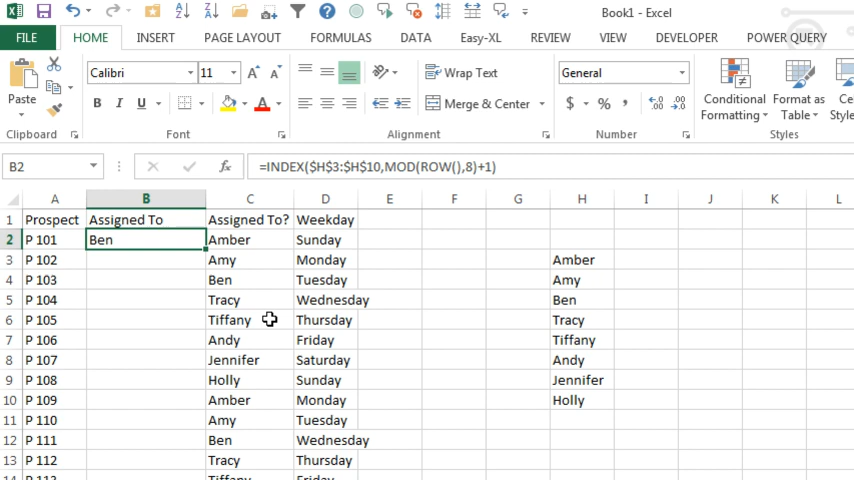 Book1 - Excel
FILE HOME INSERT PAGE LAYOUT FORMULAS DATA Easy-XL REVIEW VIEW DEVELOPER POWER QUERY
Paste Calibri 11 A A Wrap Text General Conditional Formatting Format as Table
B I U A Merge & Center $ % ,
Clipboard Font Alignment Number Styles
B2 fx =INDEX($H$3:$H$10,MOD(ROW(),8)+1)
A B C D E F G H I J K L
1 Prospect Assigned To Assigned To? Weekday
2 P 101 Ben Amber Sunday
3 P 102 Amy Monday Amber
4 P 103 Ben Tuesday Amy
5 P 104 Tracy Wednesday Ben
6 P 105 Tiffany Thursday Tracy
7 P 106 Andy Friday Tiffany
8 P 107 Jennifer Saturday Andy
9 P 108 Holly Sunday Jennifer
10 P 109 Amber Monday Holly
11 P 110 Amy Tuesday
12 P 111 Ben Wednesday
13 P 112 Tracy Thursday
14 P 113 Tiffany Friday